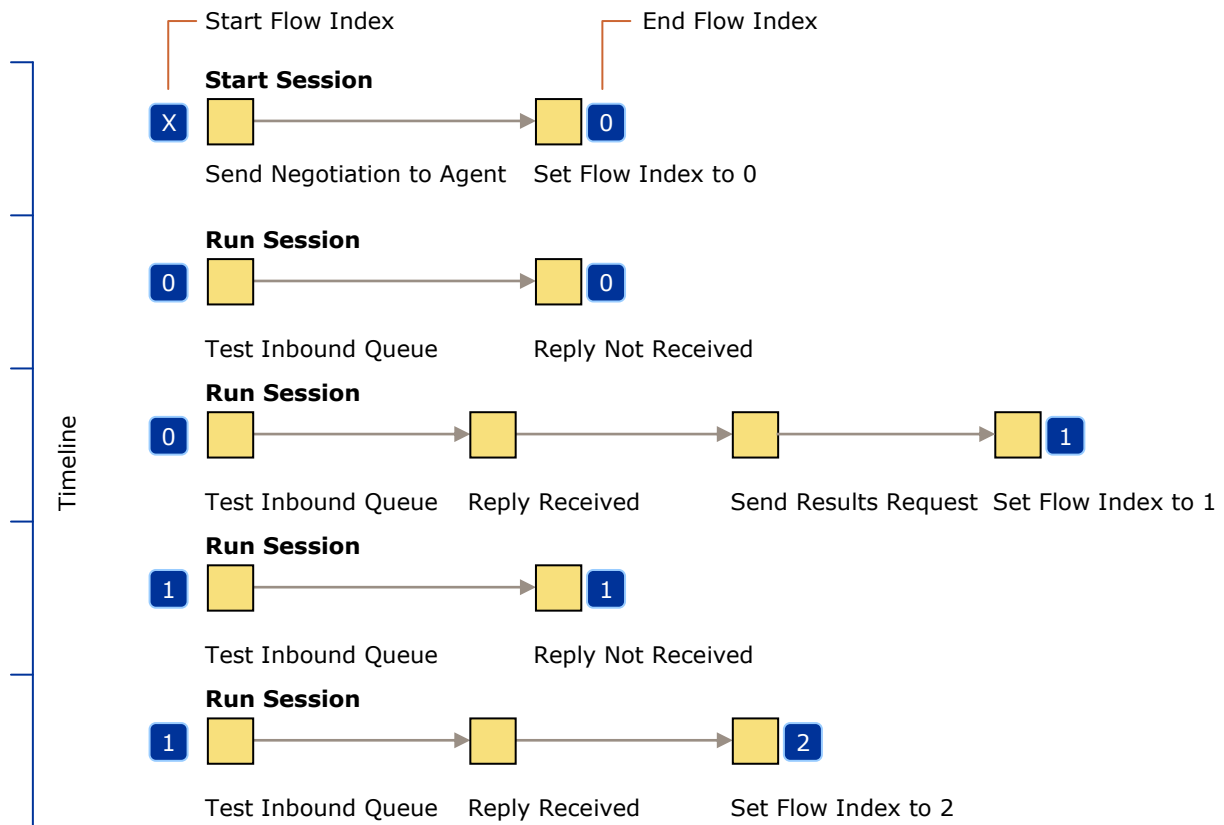 Start Flow Index
End Flow Index
Start Session
X
0
Send Negotiation to Agent
Set Flow Index to 0
Run Session
0
0
Test Inbound Queue
Reply Not Received
Run Session
Timeline
0
1
Test Inbound Queue
Reply Received
Send Results Request
Set Flow Index to 1
Run Session
1
1
Test Inbound Queue
Reply Not Received
Run Session
1
2
Test Inbound Queue
Reply Received
Set Flow Index to 2